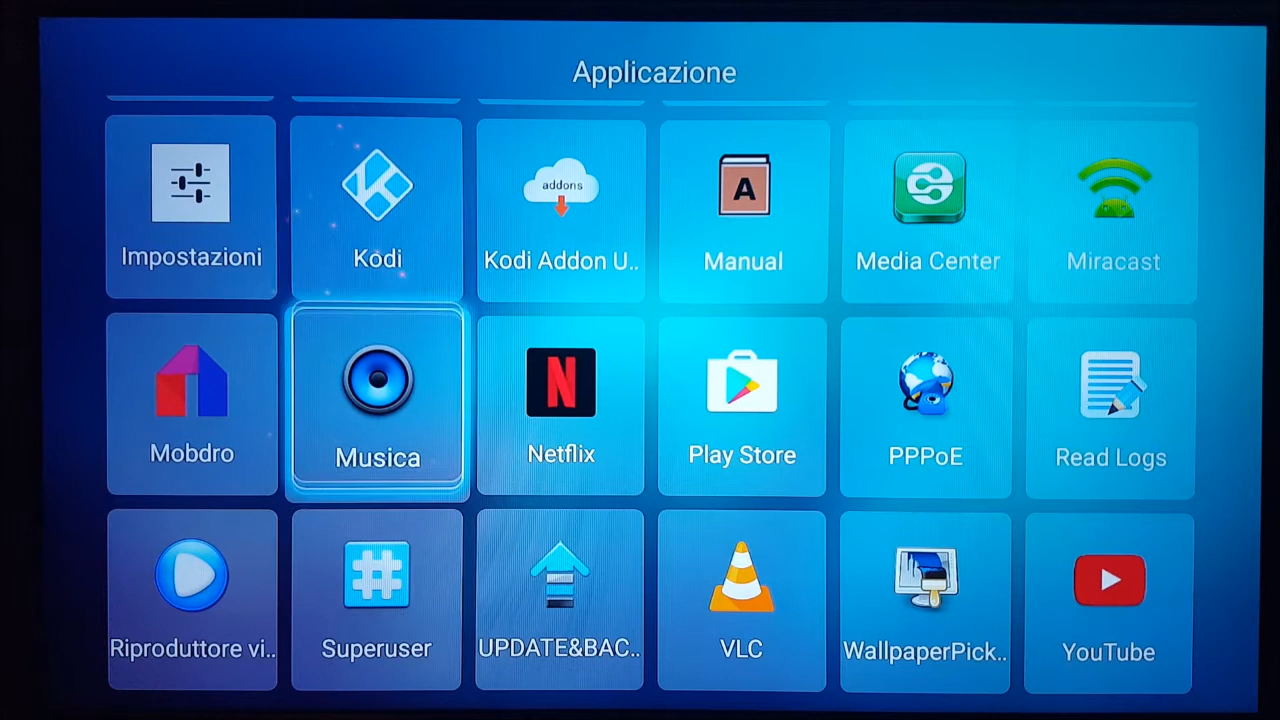 Applicazione
Impostazioni
Kodi
addons
Kodi Addon U..
A
Manual
Media Center
Miracast
Mobdro
Musica
N
Netflix
Play Store
PPPoE
Read Logs
Riproduttore vi..
Superuser
UPDATE&BAC..
VLC
WallpaperPick..
YouTube